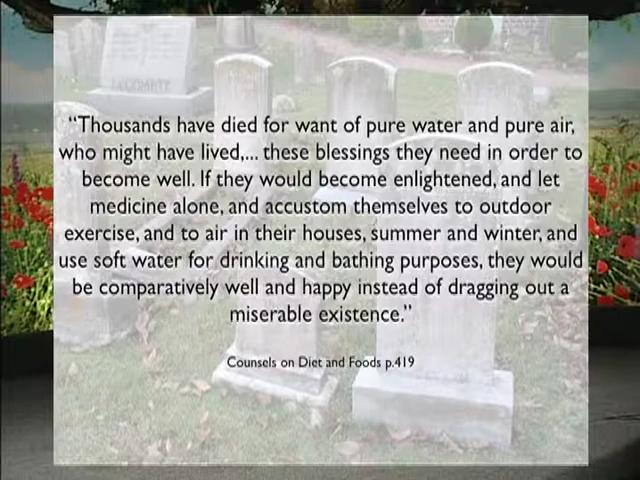 “Thousands have died for want of pure water and pure air,
who might have lived,... these blessings they need in order to
become well. If they would become enlightened, and let
medicine alone, and accustom themselves to outdoor
exercise, and to air in their houses, summer and winter, and
use soft water for drinking and bathing purposes, they would
be comparatively well and happy instead of dragging out a
miserable existence.”
Counsels on Diet and Foods p.419